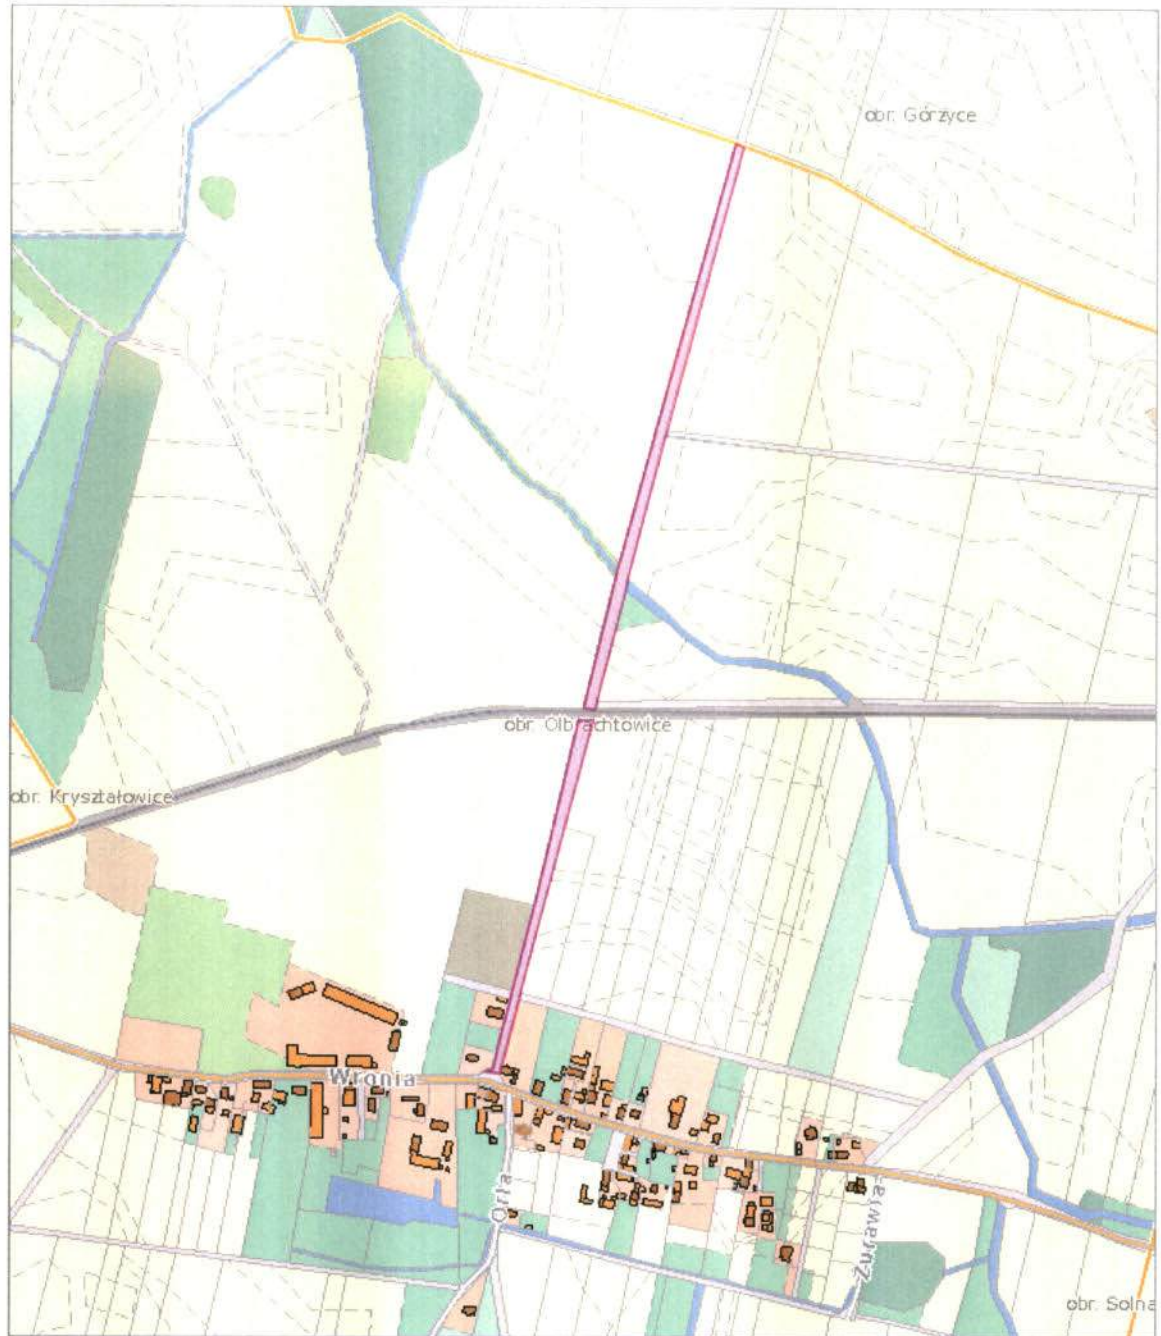 obr. Górzyce
obr. Olbrachtowice
obr. Kryształowice
Wronia
Orla
Żurawia
obr. Solna